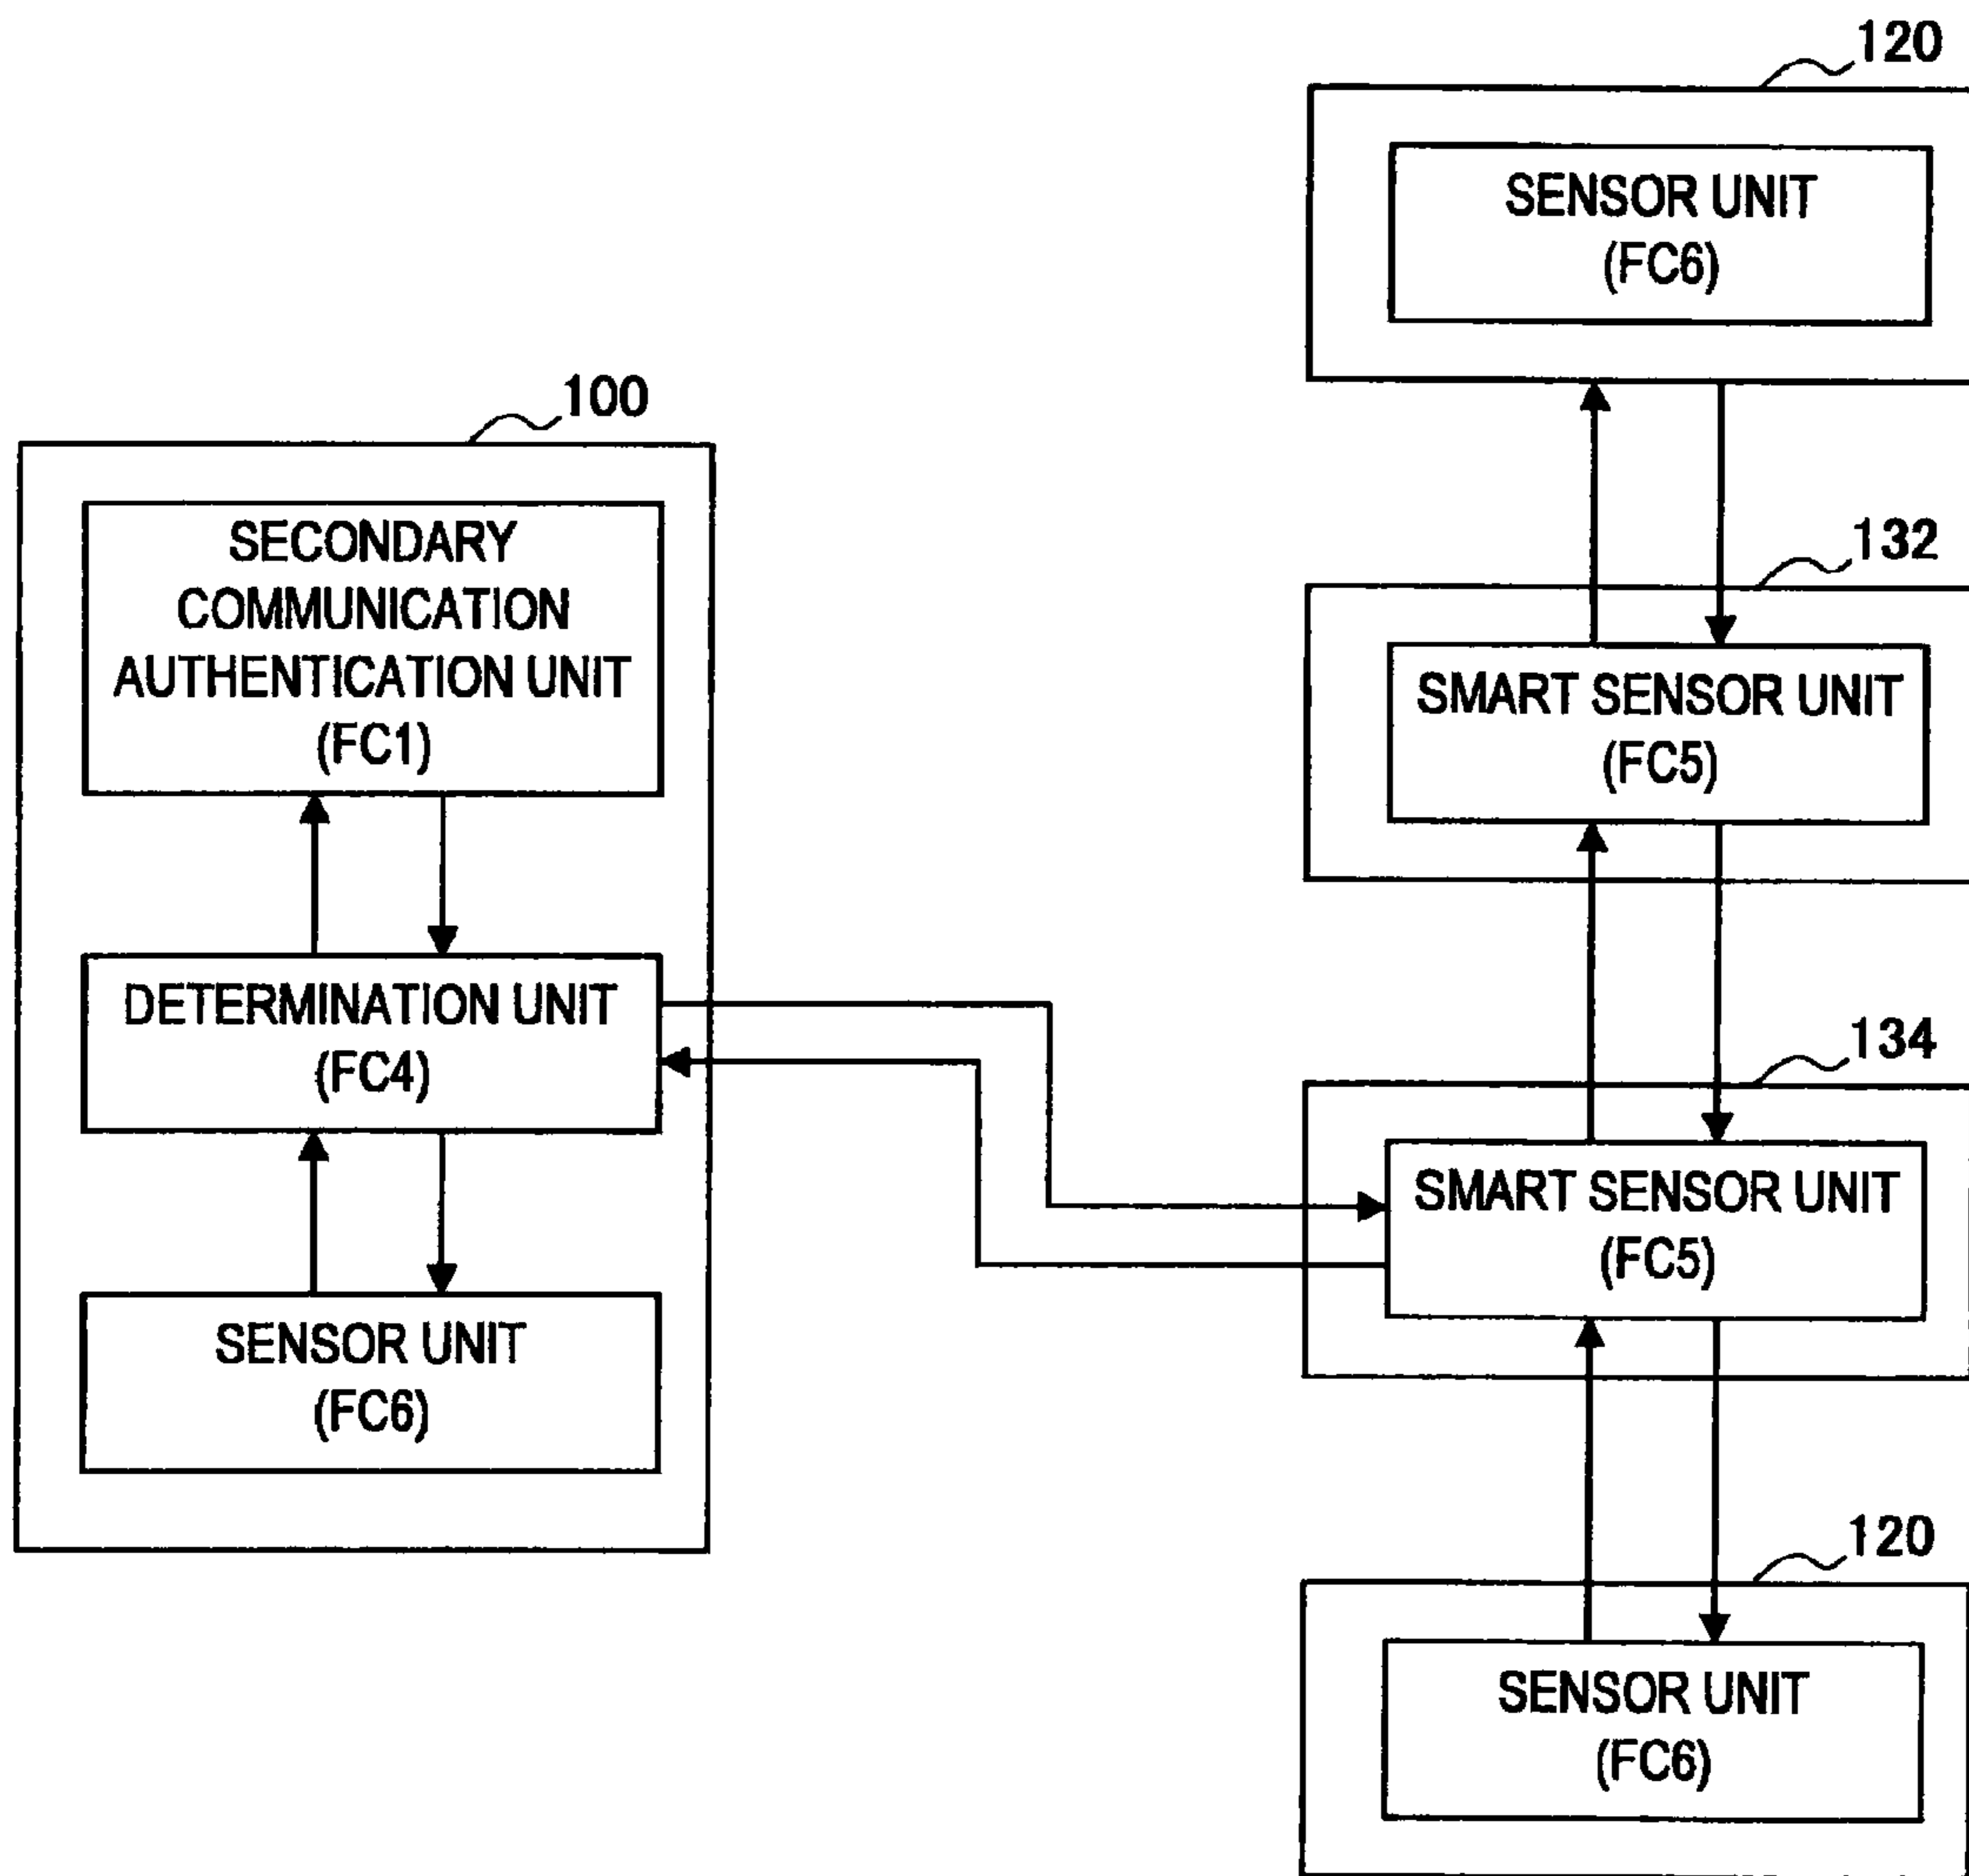 100
SECONDARY
COMMUNICATION
AUTHENTICATION UNIT
(FC1)
DETERMINATION UNIT
(FC4)
SENSOR UNIT
(FC6)
120
SENSOR UNIT
(FC6)
132
SMART SENSOR UNIT
(FC5)
134
SMART SENSOR UNIT
(FC5)
120
SENSOR UNIT
(FC6)